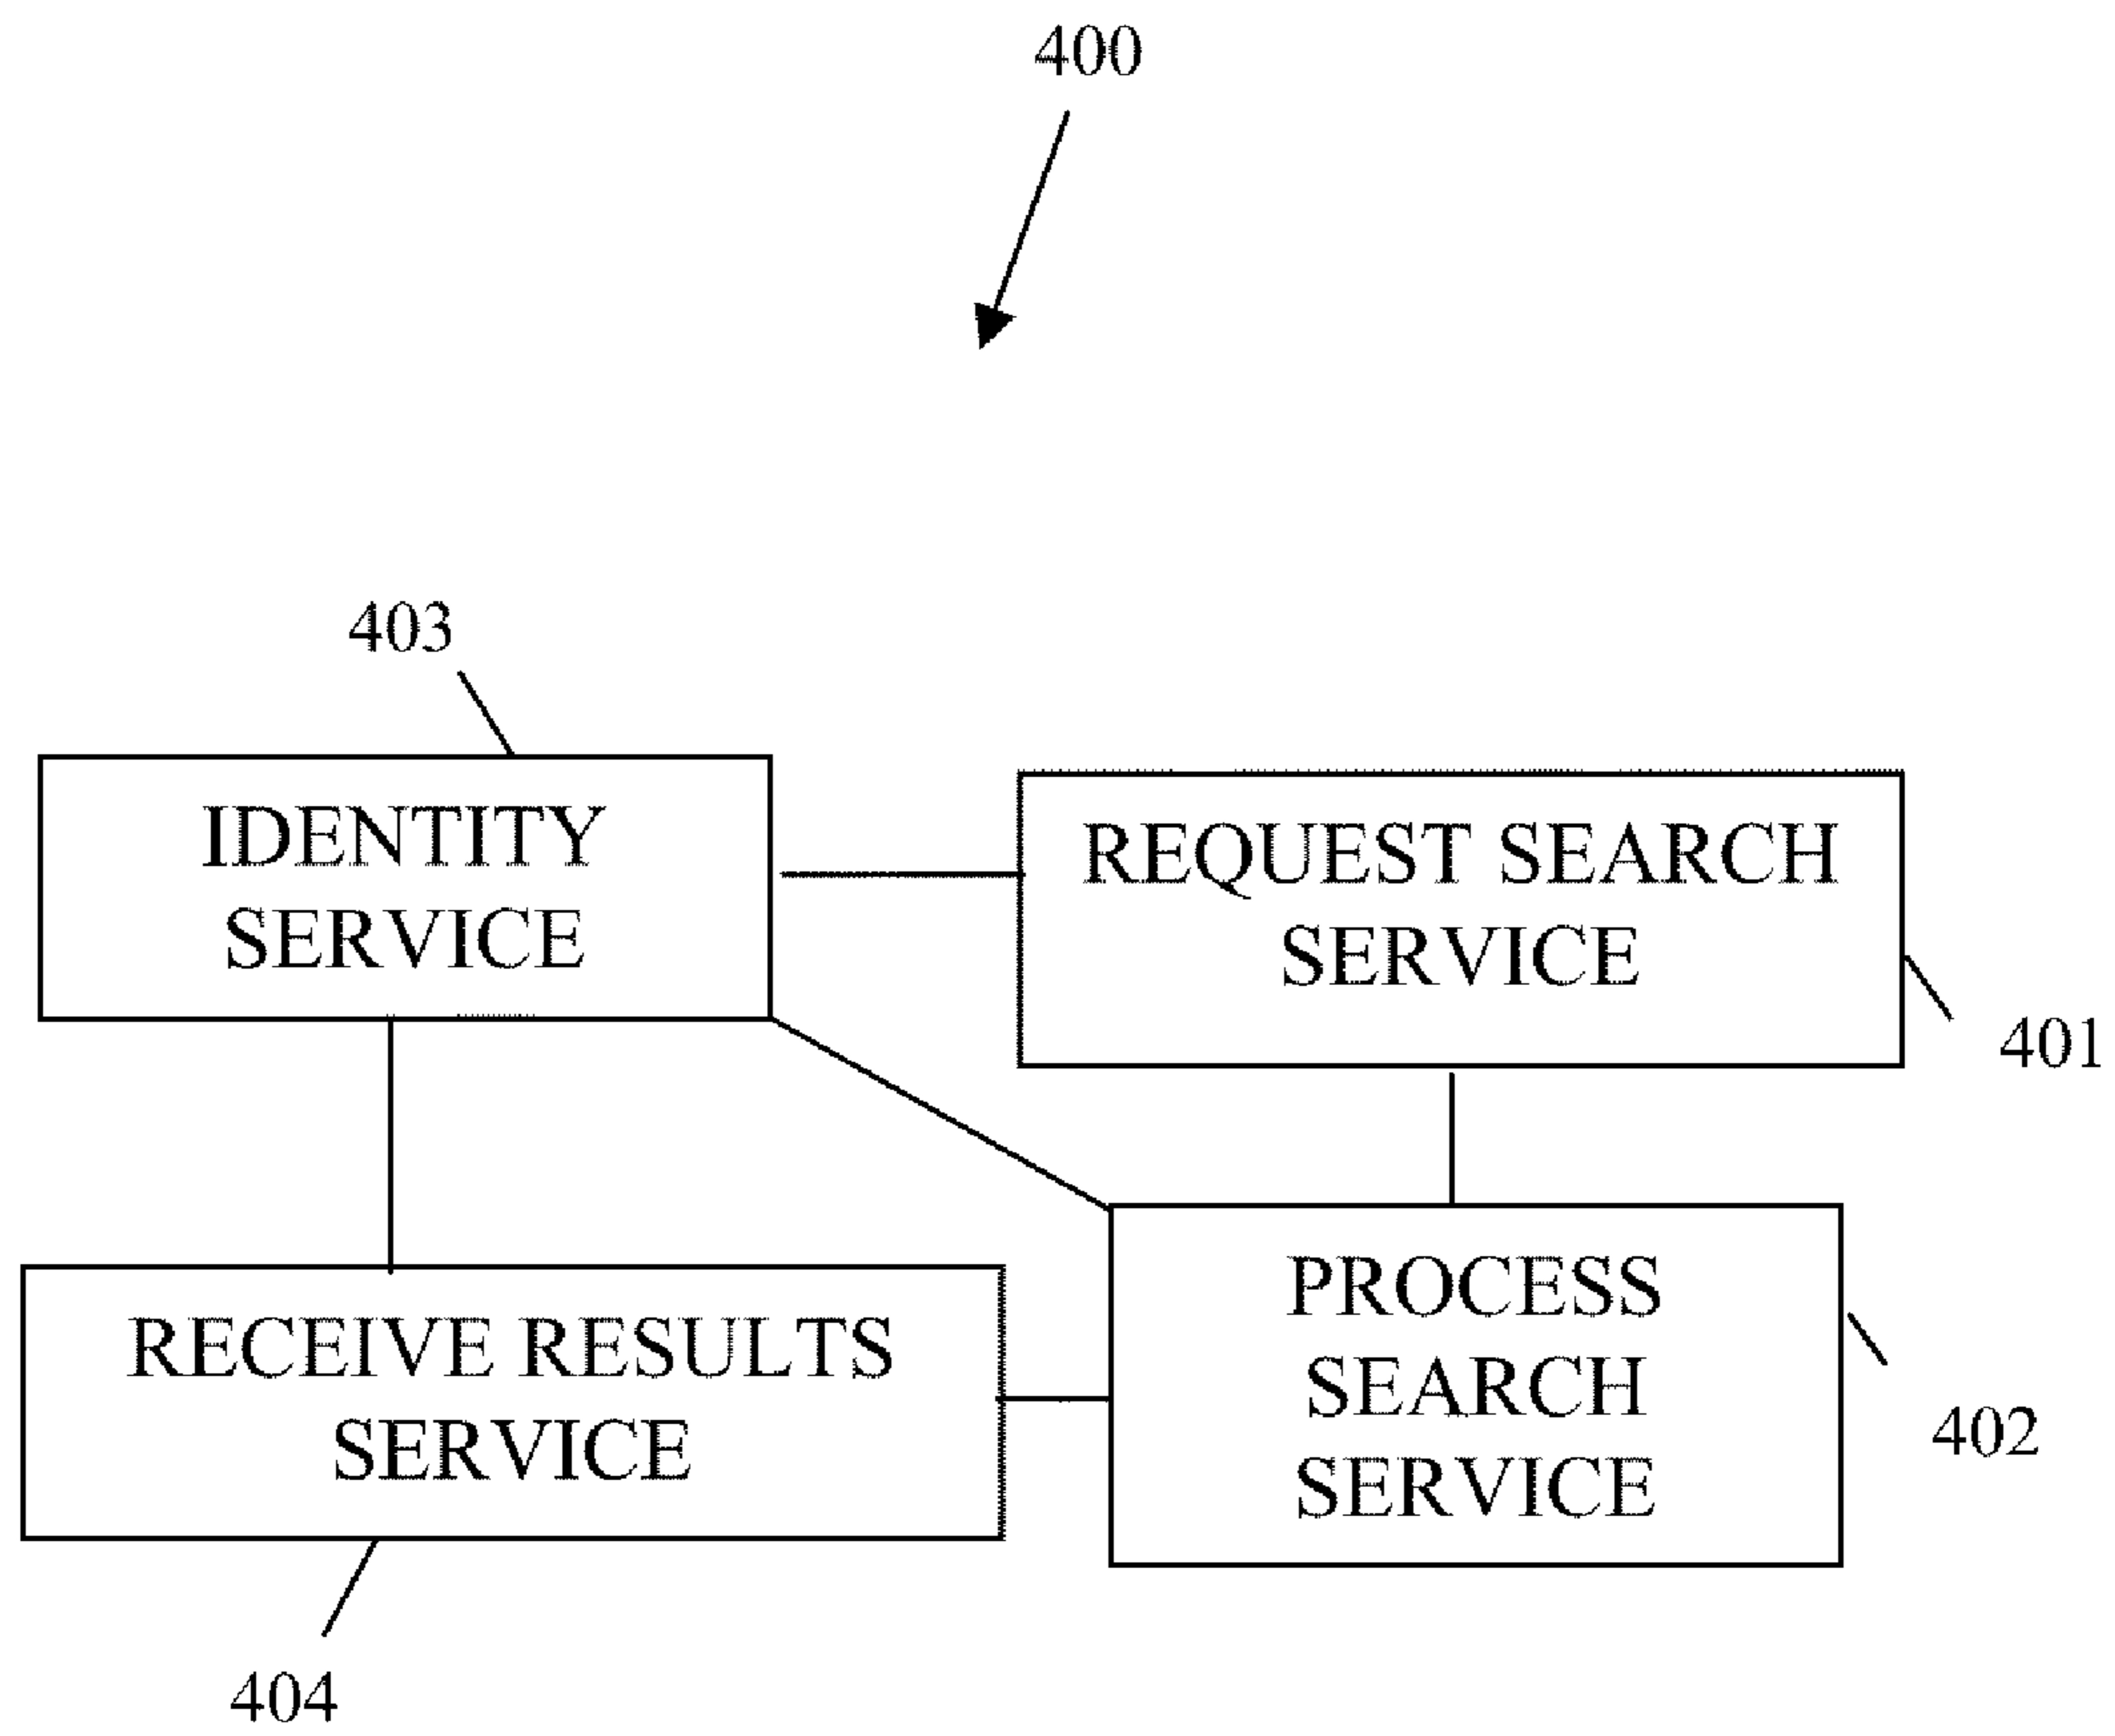 400
403
IDENTITY
SERVICE
REQUEST SEARCH
SERVICE
401
RECEIVE RESULTS
SERVICE
PROCESS
SEARCH
SERVICE
402
404